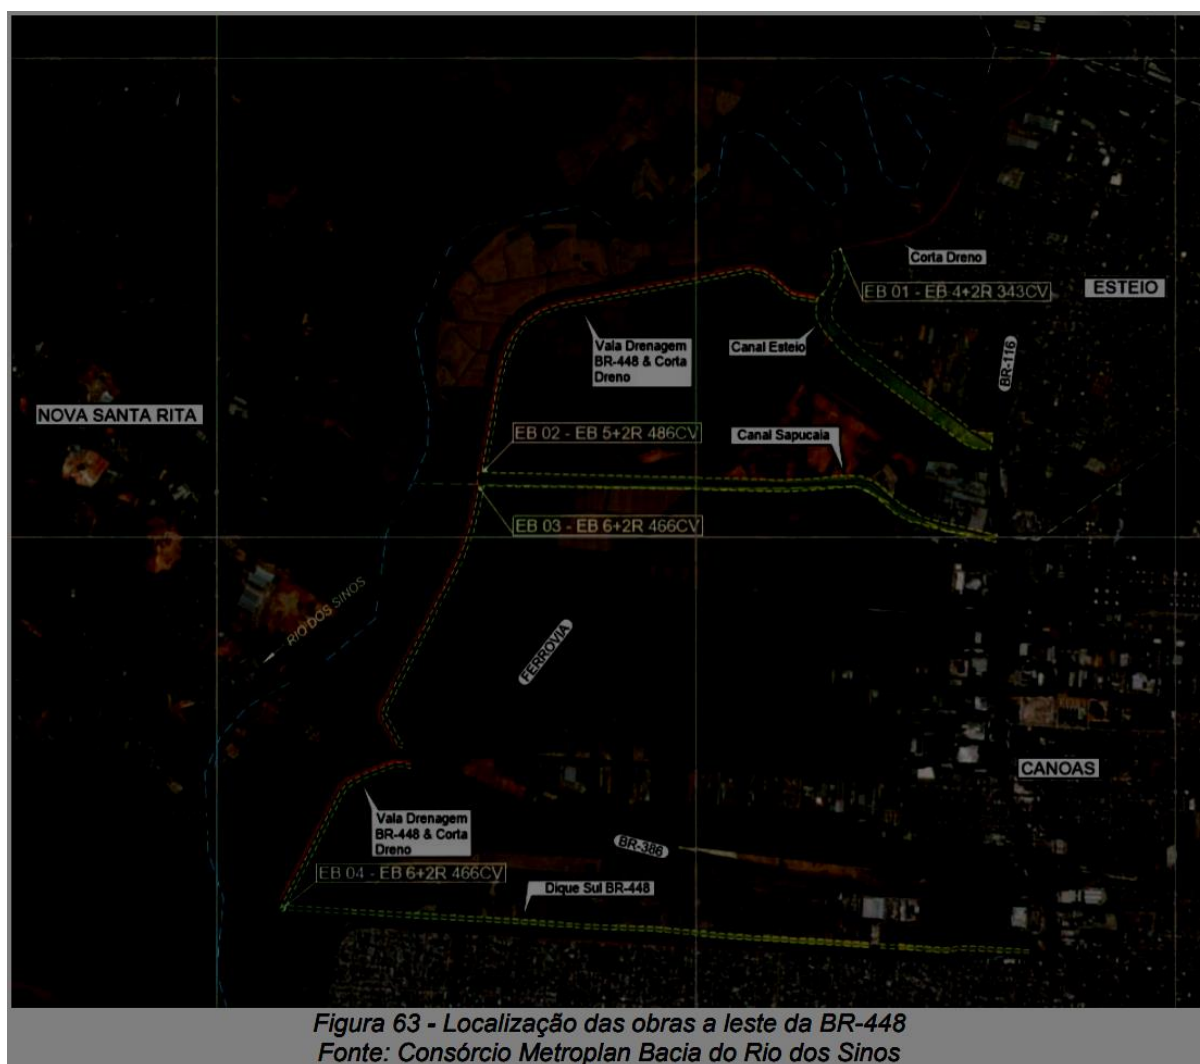 Corta Dreno
EB 01 - EB 4+2R 343CV
ESTEIO
Vala Drenagem
BR-448 & Corta
Dreno
Canal Esteio
BR-116
NOVA SANTA RITA
EB 02 - EB 5+2R 486CV
Canal Sapucaia
EB 03 - EB 6+2R 466CV
RIO DOS SINOS
FERROVIA
CANOAS
Vala Drenagem
BR-448 & Corta
Dreno
BR-386
EB 04 - EB 6+2R 466CV
Dique Sul BR-448
Figura 63 - Localização das obras a leste da BR-448
Fonte: Consórcio Metroplan Bacia do Rio dos Sinos